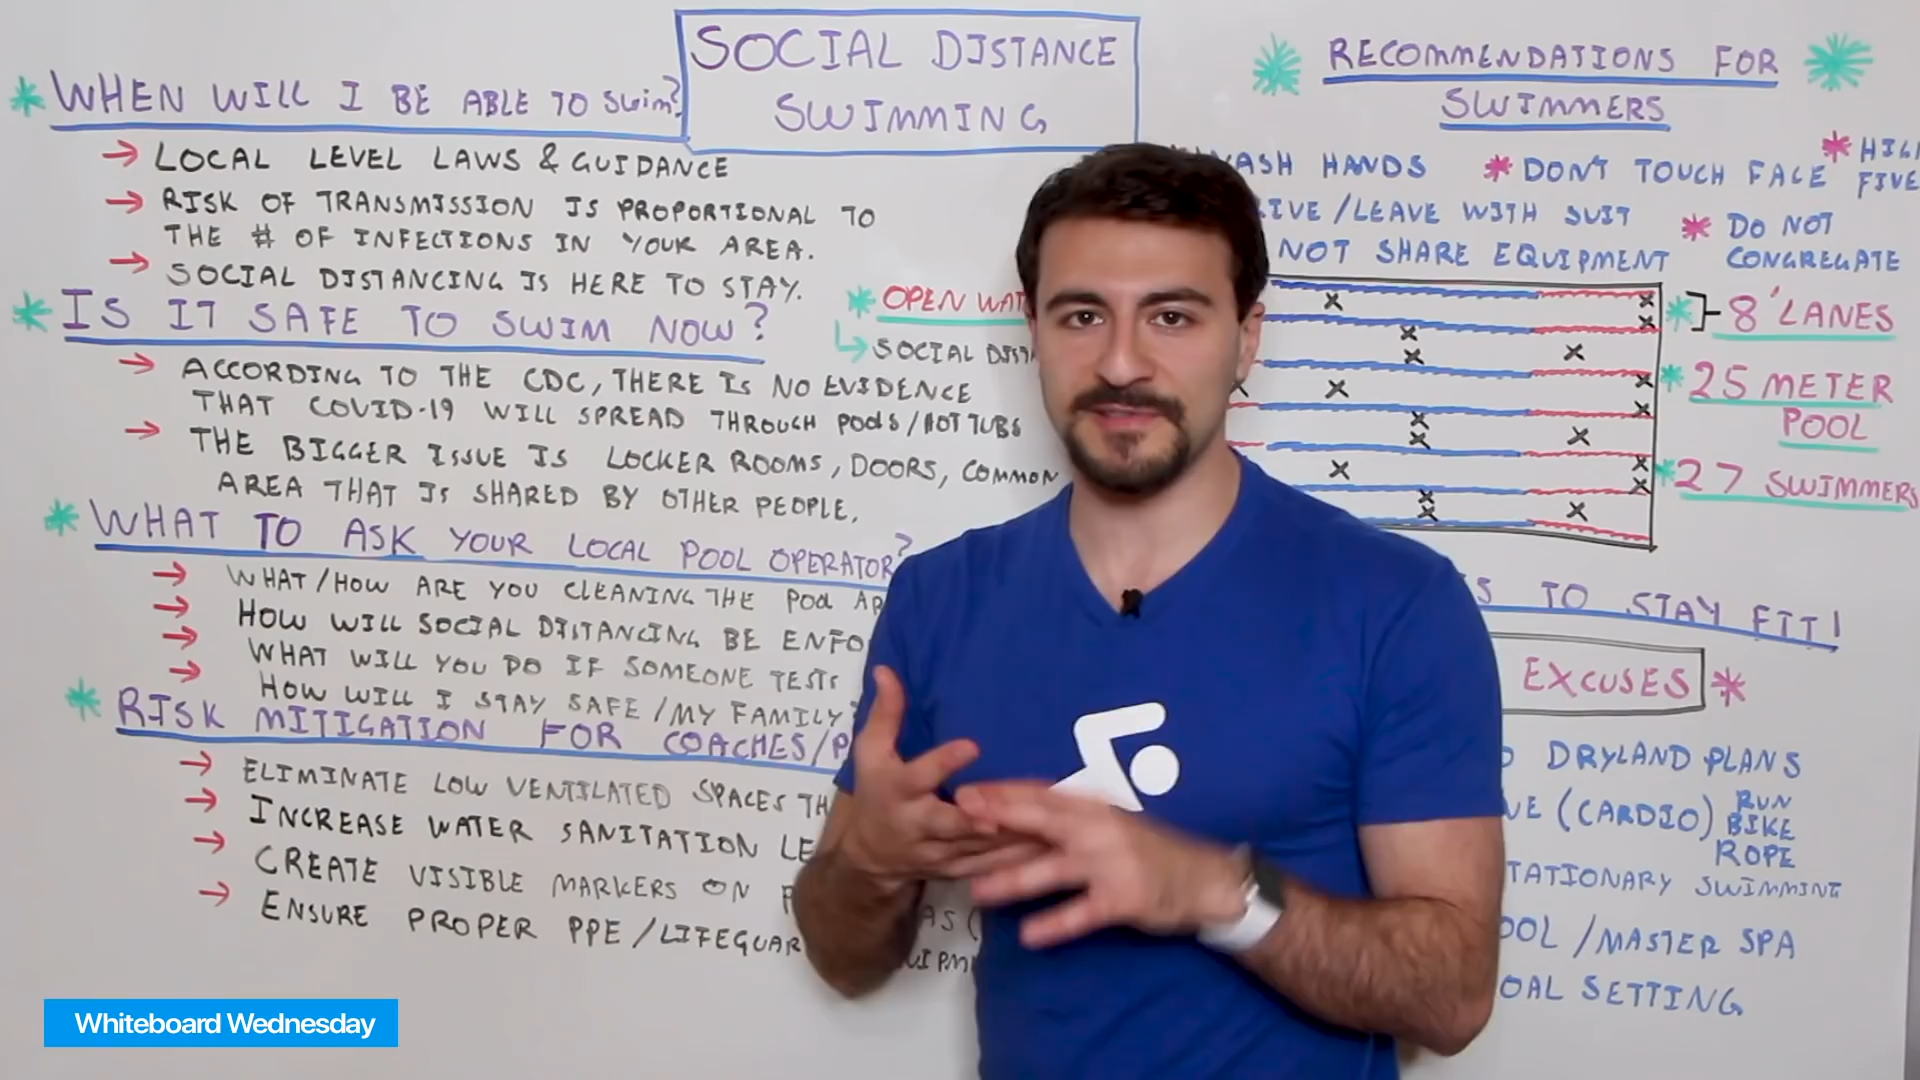 SOCIAL DISTANCE
SWIMMING
WHEN WILL I BE ABLE TO SWIM?
LOCAL LEVEL LAWS & GUIDANCE
RISK OF TRANSMISSION IS PROPORTIONAL TO
THE # OF INFECTIONS IN YOUR AREA.
SOCIAL DISTANCING IS HERE TO STAY.
IS IT SAFE TO SWIM NOW?
ACCORDING TO THE CDC, THERE IS NO EVIDENCE
THAT COVID-19 WILL SPREAD THROUGH POOLS/HOT TUBS
THE BIGGER ISSUE IS LOCKER ROOMS, DOORS, COMMON
AREA THAT IS SHARED BY OTHER PEOPLE.
WHAT TO ASK YOUR LOCAL POOL OPERATOR?
WHAT/HOW ARE YOU CLEANING THE POOL
HOW WILL SOCIAL DISTANCING BE
WHAT WILL YOU DO IF SOMEONE TESTS
HOW WILL I STAY SAFE/MY FAMILY?
RISK MITIGATION FOR COACHES/
ELIMINATE LOW VENTILATED SPACES
INCREASE WATER SANITATION
CREATE VISIBLE MARKERS ON
ENSURE PROPER PPE/
OPEN
SOCIAL
RECOMMENDATIONS FOR
SWIMMERS
HANDS
DON'T TOUCH FACE
HIGH
FIVE
/LEAVE WITH SUIT
DO NOT
CONGREGATE
NOT SHARE EQUIPMENT
8' LANES
25 METER
POOL
27 SWIMMERS
TO STAY FIT!
EXCUSES
DRYLAND PLANS
(CARDIO) RUN
BIKE
ROPE
SWIMMING
/MASTER SPA
SETTING
Whiteboard Wednesday